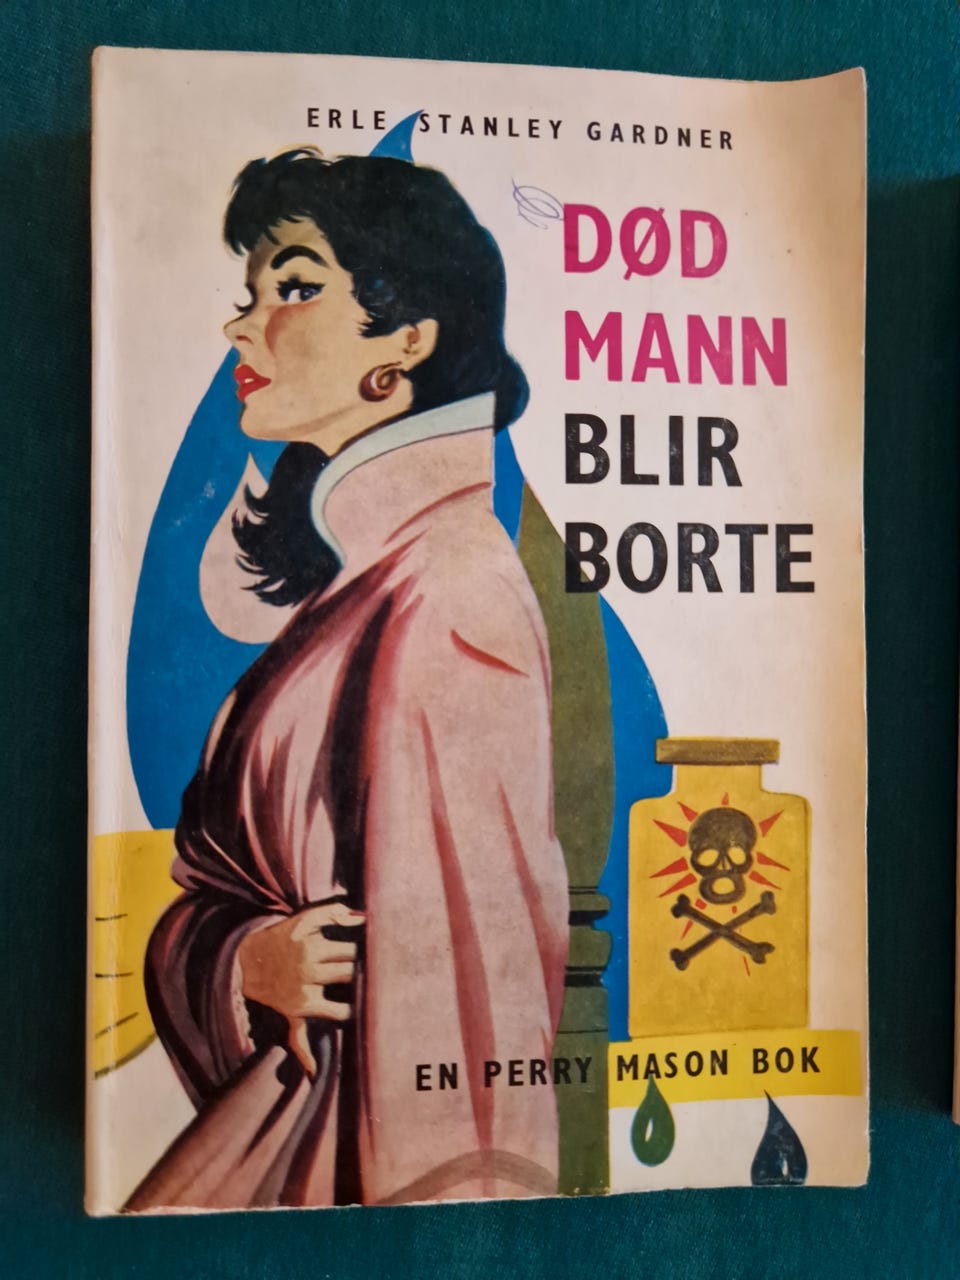 ERLE STANLEY GARDNER
DØD
MANN
BLIR
BORTE
EN PERRY MASON BOK